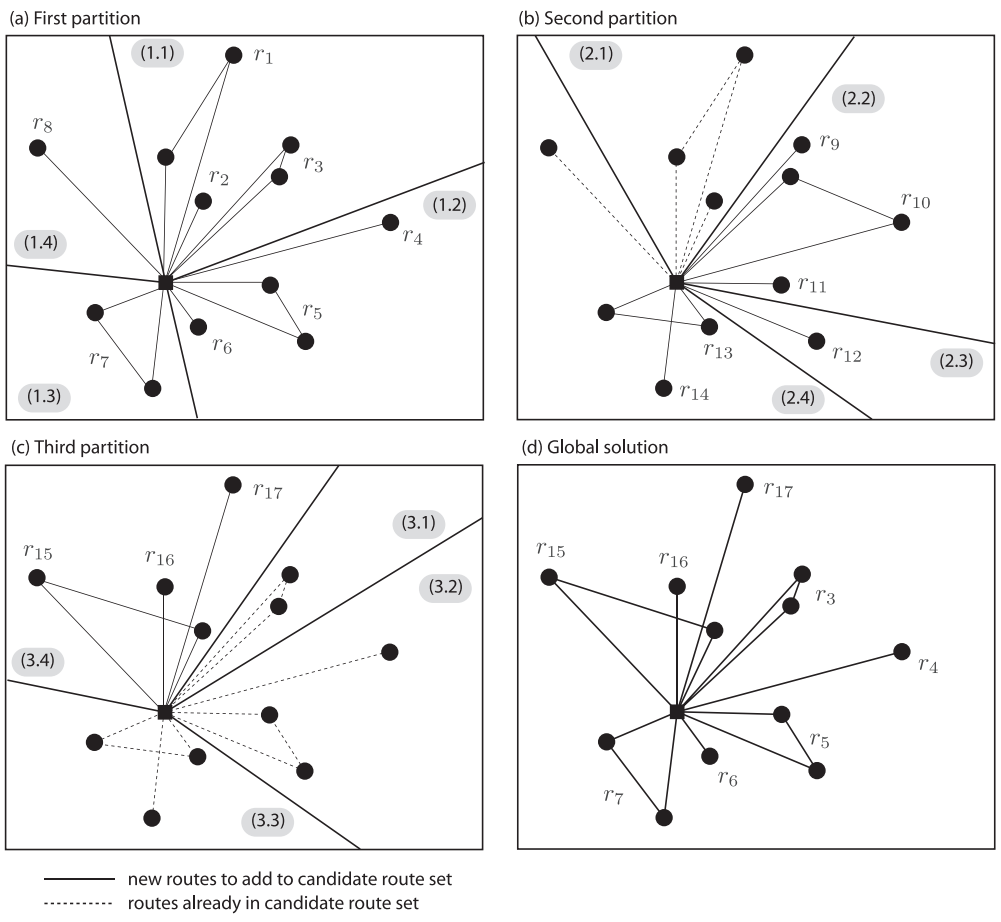 (a) First partition
(1.1)
r1
r8
r3
r2
(1.2)
r4
(1.4)
r5
r6
r7
(1.3)
(b) Second partition
(2.1)
(2.2)
r9
r10
r11
r13
r12
(2.3)
r14
(2.4)
(c) Third partition
r17
(3.1)
r15
r16
(3.2)
(3.4)
(3.3)
(d) Global solution
r17
r15
r16
r3
r4
r5
r6
r7
new routes to add to candidate route set
routes already in candidate route set